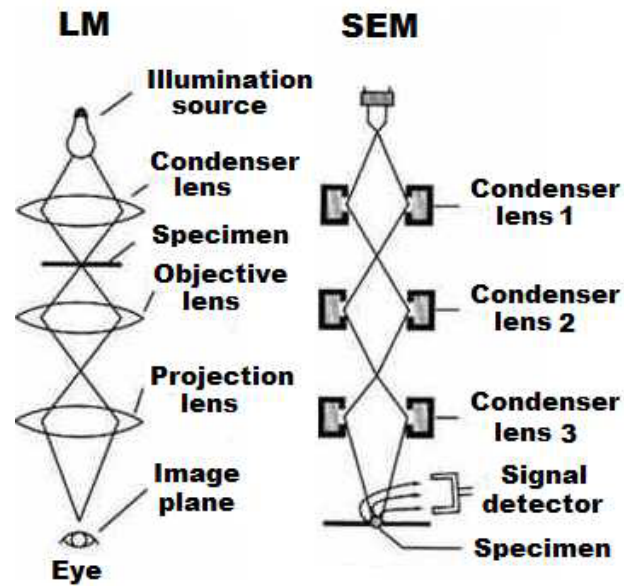 LM
Illumination
source
Condenser
lens
Specimen
Objective
lens
Projection
lens
Image
plane
Eye
SEM
Condenser
lens 1
Condenser
lens 2
Condenser
lens 3
Signal
detector
Specimen